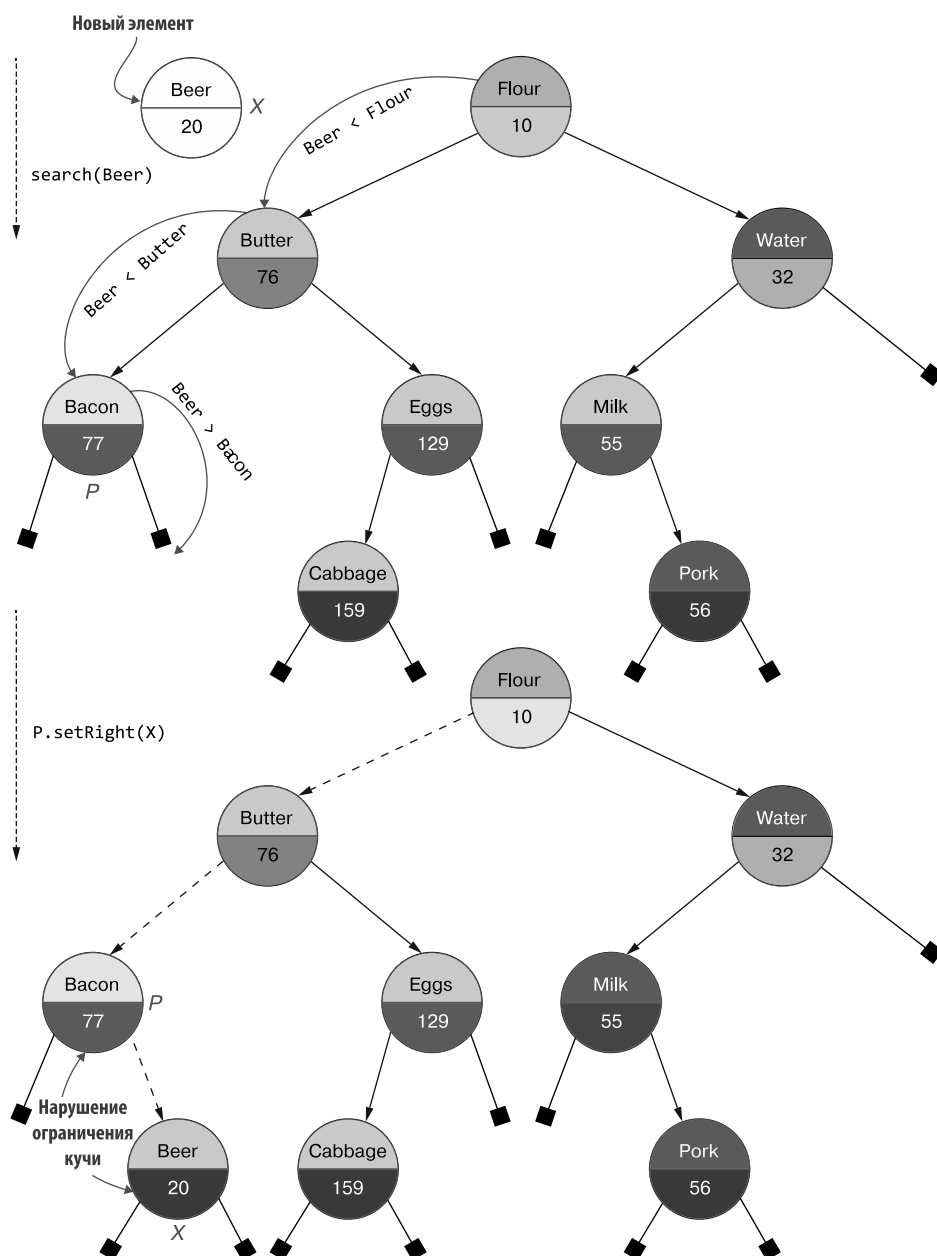 Новый элемент
Beer
20
X
Flour
10
Beer < Flour
search(Beer)
Butter
76
Water
32
Beer < Butter
Bacon
77
P
Beer > Bacon
Eggs
129
Milk
55
Cabbage
159
Pork
56
P.setRight(X)
Flour
10
Butter
76
Water
32
Bacon
77
P
Eggs
129
Milk
55
Нарушение
ограничения
кучи
Beer
20
X
Cabbage
159
Pork
56